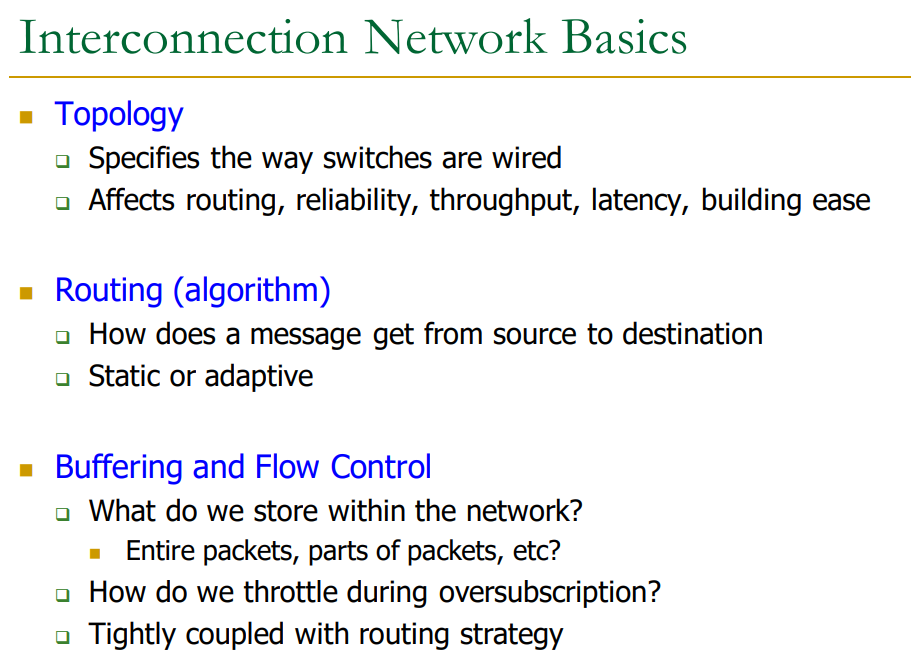 Interconnection Network Basics
Topology
Specifies the way switches are wired
Affects routing, reliability, throughput, latency, building ease
Routing (algorithm)
How does a message get from source to destination
Static or adaptive
Buffering and Flow Control
What do we store within the network?
Entire packets, parts of packets, etc?
How do we throttle during oversubscription?
Tightly coupled with routing strategy